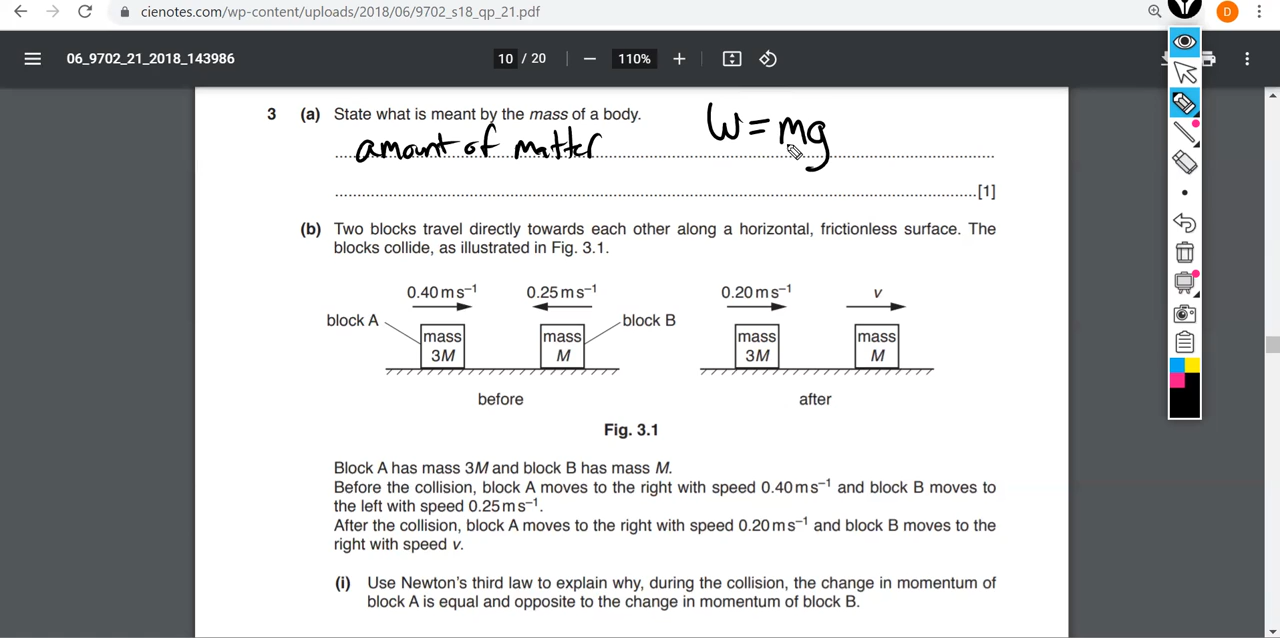 cienotes.com/wp-content/uploads/2018/06/9702_s18_qp_21.pdf
D
06_9702_21_2018_143986
10 / 20
110%
3 (a) State what is meant by the mass of a body.
W = mg
amount of matter
[1]
(b) Two blocks travel directly towards each other along a horizontal, frictionless surface. The
blocks collide, as illustrated in Fig. 3.1.
0.40 m s⁻¹ 0.25 m s⁻¹ 0.20 m s⁻¹ v
block A block B
mass mass mass mass
3M M 3M M
before after
Fig. 3.1
Block A has mass 3M and block B has mass M.
Before the collision, block A moves to the right with speed 0.40 m s⁻¹ and block B moves to
the left with speed 0.25 m s⁻¹.
After the collision, block A moves to the right with speed 0.20 m s⁻¹ and block B moves to the
right with speed v.
(i) Use Newton's third law to explain why, during the collision, the change in momentum of
block A is equal and opposite to the change in momentum of block B.